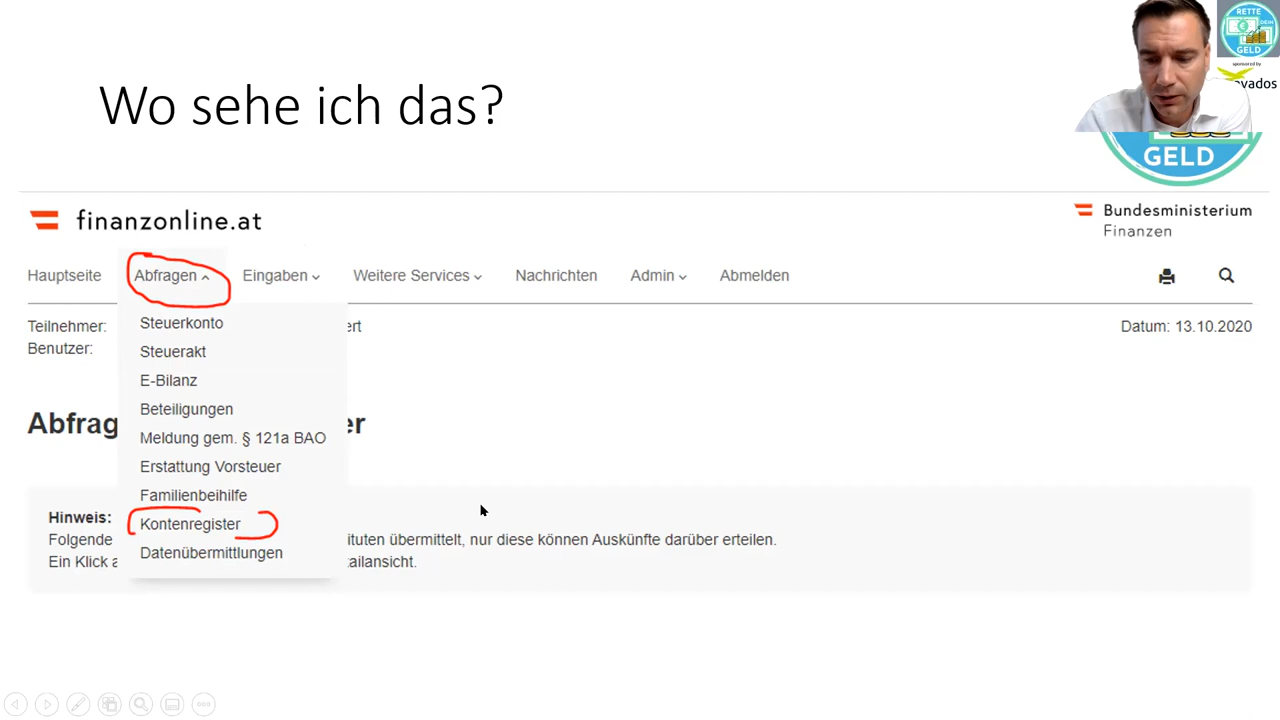 Wo sehe ich das?
RETTE
DEIN
GELD
sponsored by
vados
GELD
finanzonline.at
Bundesministerium
Finanzen
Hauptseite Abfragen Eingaben Weitere Services Nachrichten Admin Abmelden
Teilnehmer: ert Datum: 13.10.2020
Benutzer:
Steuerkonto
Steuerakt
E-Bilanz
Beteiligungen
Meldung gem. § 121a BAO
Erstattung Vorsteuer
Familienbeihilfe
Kontenregister
Datenübermittlungen
Abfrag er
Hinweis:
Folgende ituten übermittelt, nur diese können Auskünfte darüber erteilen.
Ein Klick a tailansicht.